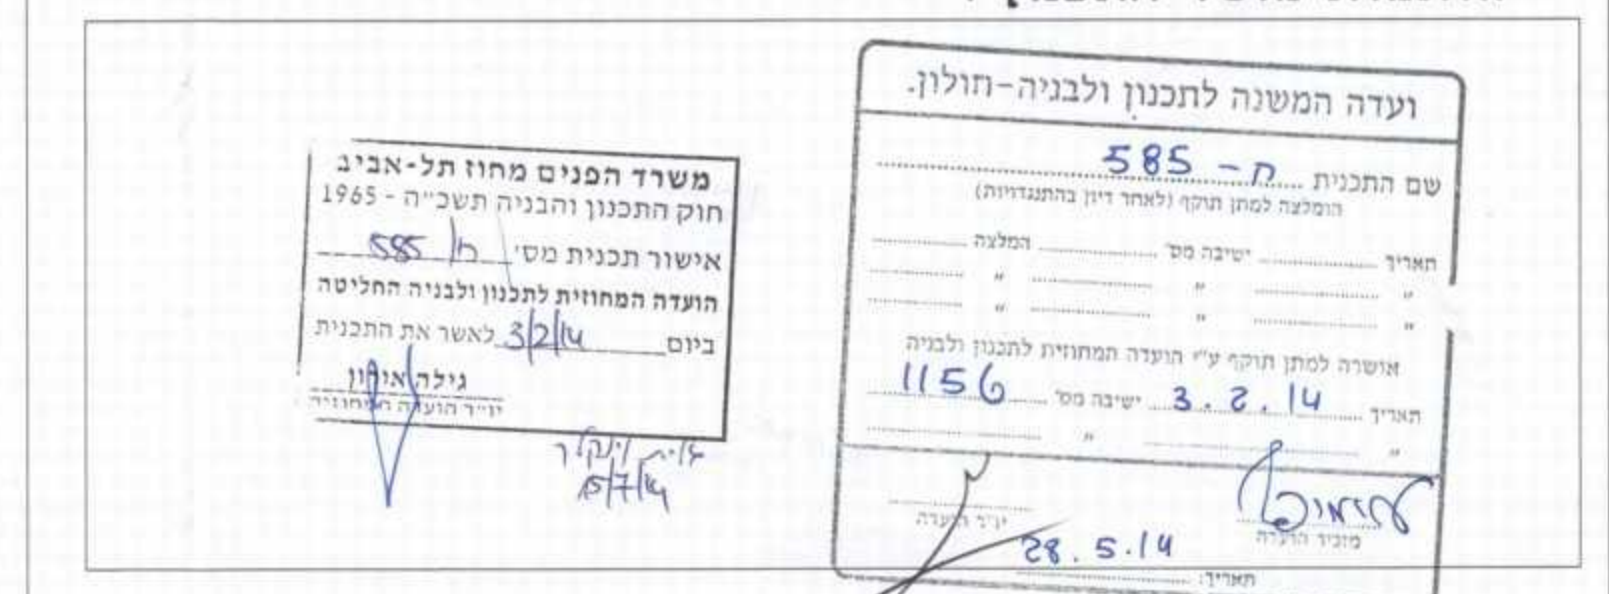 ועדה המשנה לתכנון ולבניה-חולון.
שם התכנית ח - 585
הומלצה למתן תוקף (לאחר דיון בהתנגדויות)
תאריך ישיבה מס' המלצה
" " "
" " "
אושרה למתן תוקף ע"י הועדה המחוזית לתכנון ולבניה
תאריך 3.2.14 ישיבה מס' 1156
" "
מזכיר הועדה יו"ר הועדה
28.5.14
תאריך:
משרד הפנים מחוז תל-אביב
חוק התכנון והבניה תשכ"ה - 1965
אישור תכנית מס' ח/ 585
הועדה המחוזית לתכנון ולבניה החליטה
ביום 3/2/14 לאשר את התכנית
גילה אורון
יו"ר הועדה המחוזית
15/7/14